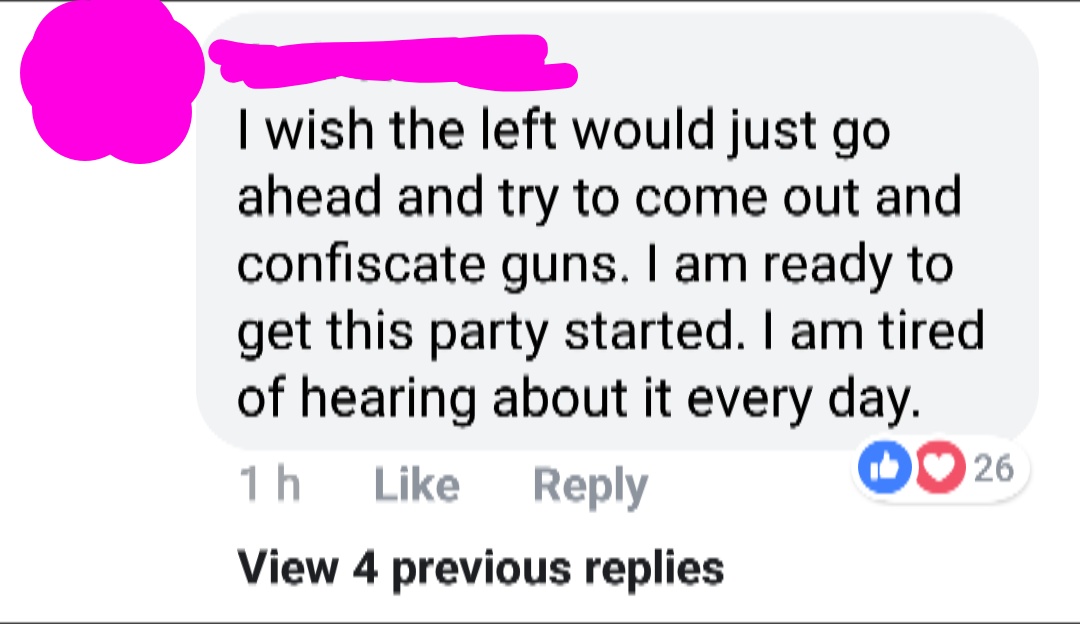 I wish the left would just go
ahead and try to come out and
confiscate guns. I am ready to
get this party started. I am tired
of hearing about it every day.
1 h Like Reply 26
View 4 previous replies